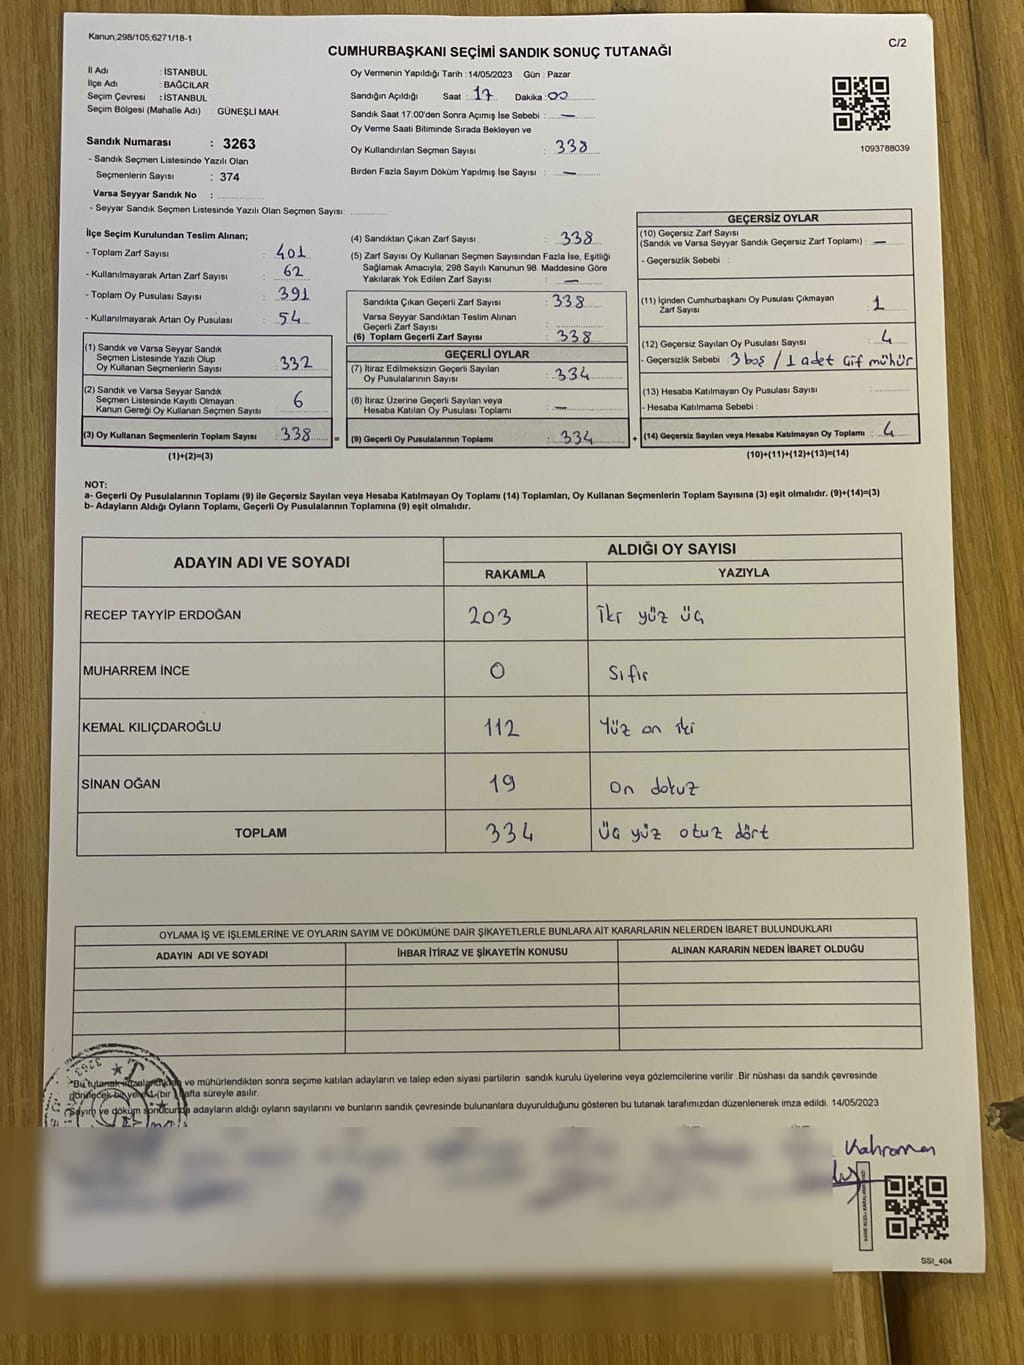 Kanun;298/105;6271/18-1
C/2
CUMHURBAŞKANI SEÇİMİ SANDIK SONUÇ TUTANAĞI
İl Adı : İSTANBUL
İlçe Adı : BAĞCILAR
Seçim Çevresi : İSTANBUL
Seçim Bölgesi (Mahalle Adı) : GÜNEŞLİ MAH.
Sandık Numarası : 3263
- Sandık Seçmen Listesinde Yazılı Olan
Seçmenlerin Sayısı : 374
Varsa Seyyar Sandık No :
- Seyyar Sandık Seçmen Listesinde Yazılı Olan Seçmen Sayısı:
Oy Vermenin Yapıldığı Tarih : 14/05/2023 Gün : Pazar
Sandığın Açıldığı Saat : 17 Dakika : 00
Sandık Saat 17:00'den Sonra Açımış İse Sebebi : —
Oy Verme Saati Bitiminde Sırada Bekleyen ve
Oy Kullandırılan Seçmen Sayısı : 338
Birden Fazla Sayım Döküm Yapılmış İse Sayısı : —
1093788039
İlçe Seçim Kurulundan Teslim Alınan;
- Toplam Zarf Sayısı : 401
- Kullanılmayarak Artan Zarf Sayısı : 62
- Toplam Oy Pusulası Sayısı : 391
- Kullanılmayarak Artan Oy Pusulası : 54
(1) Sandık ve Varsa Seyyar Sandık
Seçmen Listesinde Yazılı Olup
Oy Kullanan Seçmenlerin Sayısı : 332
(2) Sandık ve Varsa Seyyar Sandık
Seçmen Listesinde Kayıtlı Olmayan
Kanun Gereği Oy Kullanan Seçmen Sayısı : 6
(3) Oy Kullanan Seçmenlerin Toplam Sayısı : 338 =
(1)+(2)=(3)
(4) Sandıktan Çıkan Zarf Sayısı : 338
(5) Zarf Sayısı Oy Kullanan Seçmen Sayısından Fazla İse, Eşitliği
Sağlamak Amacıyla; 298 Sayılı Kanunun 98. Maddesine Göre
Yakılarak Yok Edilen Zarf Sayısı : —
Sandıkta Çıkan Geçerli Zarf Sayısı : 338
Varsa Seyyar Sandıktan Teslim Alınan
Geçerli Zarf Sayısı :
(6) Toplam Geçerli Zarf Sayısı : 338
GEÇERLİ OYLAR
(7) İtiraz Edilmeksizin Geçerli Sayılan
Oy Pusulalarının Sayısı : 334
(8) İtiraz Üzerine Geçerli Sayılan veya
Hesaba Katılan Oy Pusulası Toplamı : —
(9) Geçerli Oy Pusulalarının Toplamı : 334 +
GEÇERSİZ OYLAR
(10) Geçersiz Zarf Sayısı
(Sandık ve Varsa Seyyar Sandık Geçersiz Zarf Toplamı) : —
- Geçersizlik Sebebi :
(11) İçinden Cumhurbaşkanı Oy Pusulası Çıkmayan
Zarf Sayısı : 1
(12) Geçersiz Sayılan Oy Pusulası Sayısı : 4
- Geçersizlik Sebebi : 3 boş / 1 adet Gif mühür
(13) Hesaba Katılmayan Oy Pusulası Sayısı :
- Hesaba Katılmama Sebebi :
(14) Geçersiz Sayılan veya Hesaba Katılmayan Oy Toplamı : 4
(10)+(11)+(12)+(13)=(14)
NOT:
a- Geçerli Oy Pusulalarının Toplamı (9) ile Geçersiz Sayılan veya Hesaba Katılmayan Oy Toplamı (14) Toplamları, Oy Kullanan Seçmenlerin Toplam Sayısına (3) eşit olmalıdır. (9)+(14)=(3)
b- Adayların Aldığı Oyların Toplamı, Geçerli Oy Pusulalarının Toplamına (9) eşit olmalıdır.
ADAYIN ADI VE SOYADI
ALDIĞI OY SAYISI
RAKAMLA YAZIYLA
RECEP TAYYİP ERDOĞAN 203 İki yüz üç
MUHARREM İNCE 0 Sıfır
KEMAL KILIÇDAROĞLU 112 Yüz on iki
SİNAN OĞAN 19 On dokuz
TOPLAM 334 Üç yüz otuz dört
OYLAMA İŞ VE İŞLEMLERİNE VE OYLARIN SAYIM VE DÖKÜMÜNE DAİR ŞİKAYETLERLE BUNLARA AİT KARARLARIN NELERDEN İBARET BULUNDUKLARI
ADAYIN ADI VE SOYADI İHBAR İTİRAZ VE ŞİKAYETİN KONUSU ALINAN KARARIN NEDEN İBARET OLDUĞU
3263
"Bu tutanak imzalandıktan ve mühürlendikten sonra seçime katılan adayların ve talep eden siyasi partilerin sandık kurulu üyelerine veya gözlemcilerine verilir .Bir nüshası da sandık çevresinde
görülecek bir yere 1 (bir) hafta süreyle asılır.
Sayım ve döküm sonucunda adayların aldığı oyların sayılarını ve bunların sandık çevresinde bulunanlara duyurulduğunu gösteren bu tutanak tarafımızdan düzenlenerek imza edildi. 14/05/2023
Kahraman
SSI_404